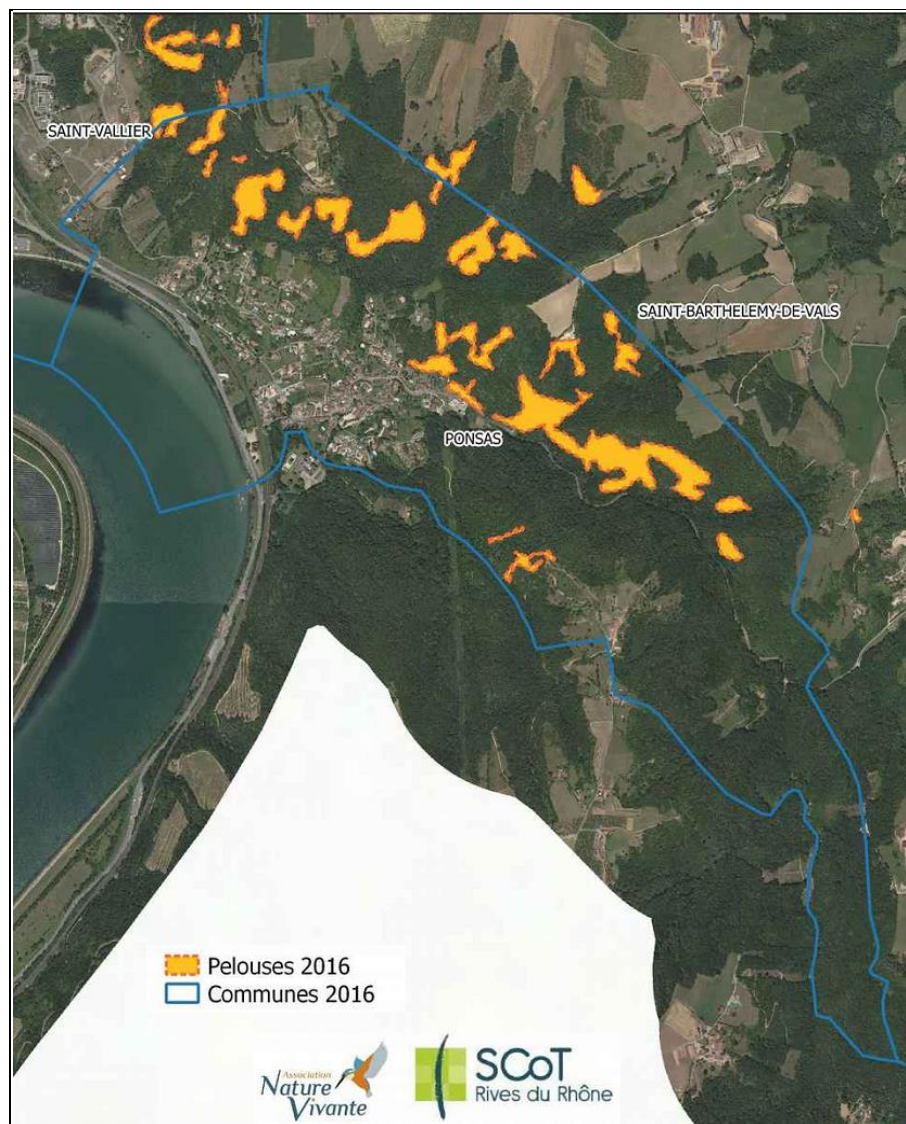 SAINT-VALLIER
SAINT-BARTHELEMY-DE-VALS
PONSAS
Pelouses 2016
Communes 2016
Association
Nature
Vivante
SCoT
Rives du Rhône